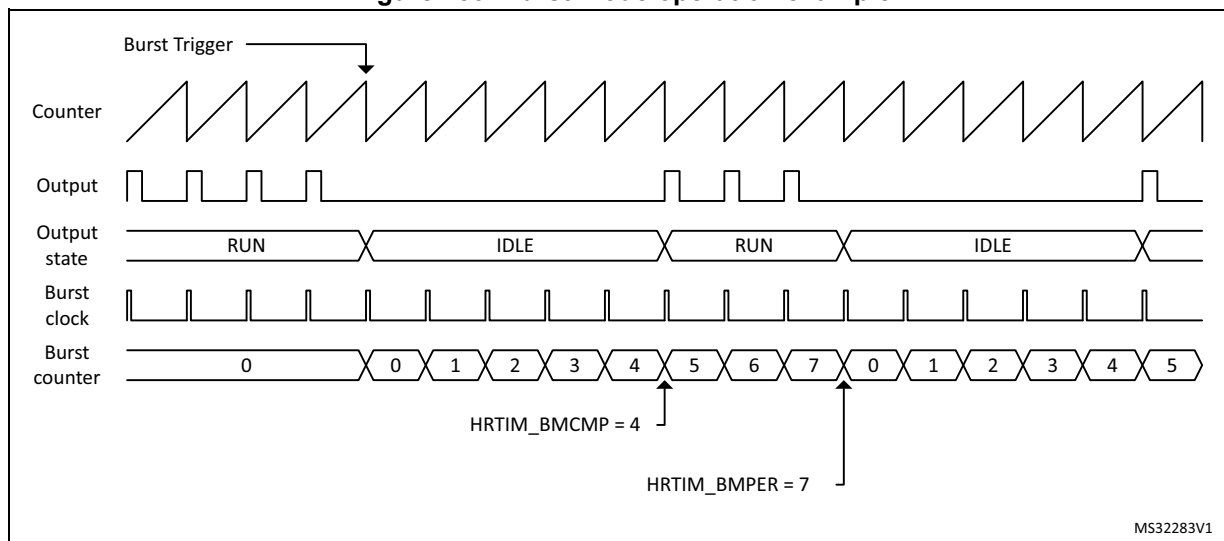 Burst Trigger
Counter
Output
Output state
RUN IDLE RUN IDLE
Burst clock
Burst counter
0 0 1 2 3 4 5 6 7 0 1 2 3 4 5
HRTIM_BMCMP = 4
HRTIM_BMPER = 7
MS32283V1